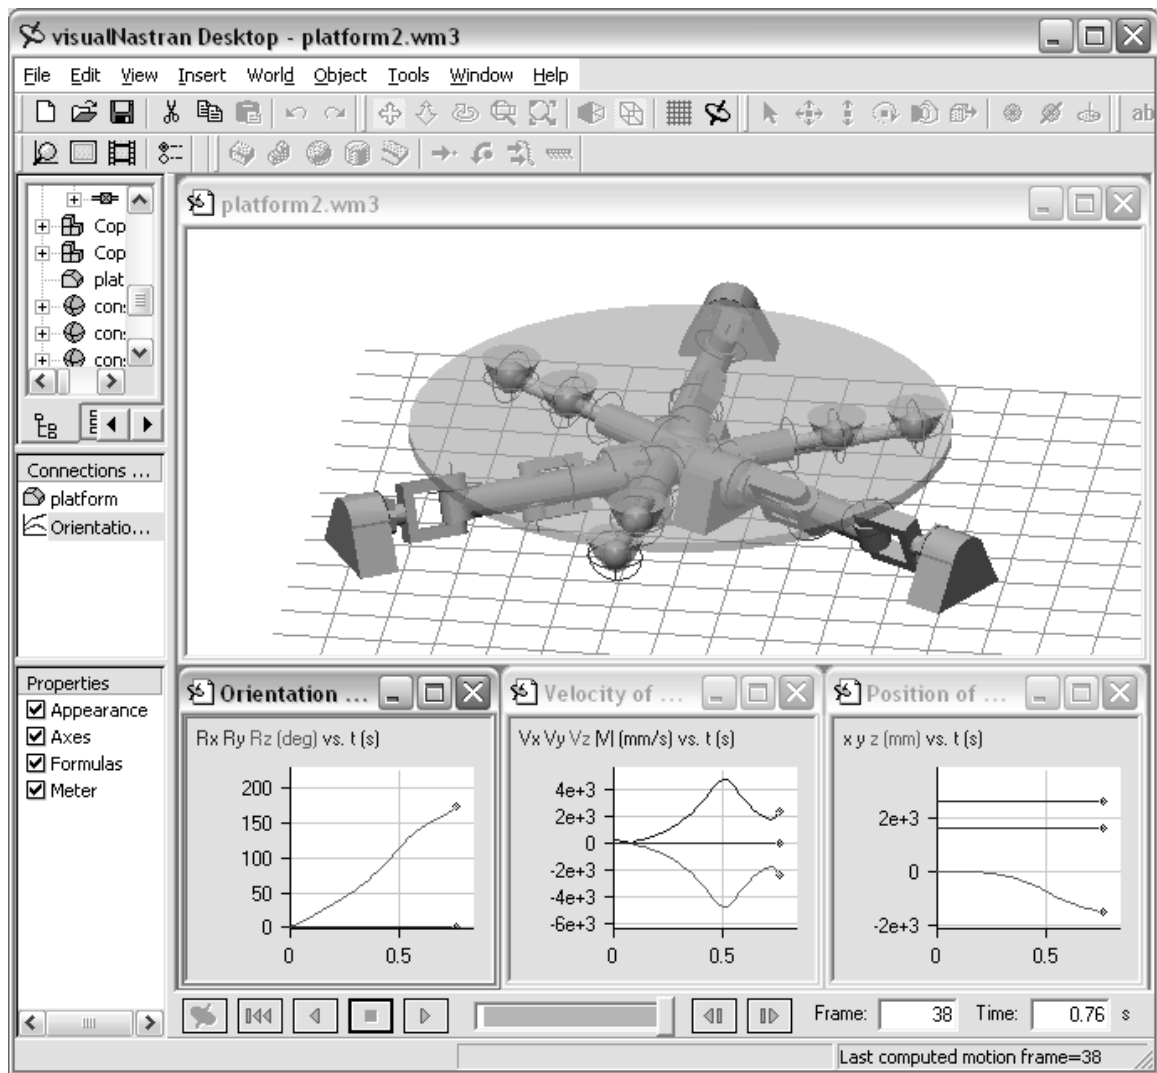 visualNastran Desktop - platform2.wm3
File Edit View Insert World Object Tools Window Help
ab
platform2.wm3
Cop
Cop
plat
con
con
con
Connections ...
platform
Orientatio...
Properties
Appearance
Axes
Formulas
Meter
Orientation ...
Rx Ry Rz (deg) vs. t (s)
200
150
100
50
0
0 0.5
Velocity of ...
Vx Vy Vz |V| (mm/s) vs. t (s)
4e+3
2e+3
0
-2e+3
-4e+3
-6e+3
0 0.5
Position of ...
x y z (mm) vs. t (s)
2e+3
0
-2e+3
0 0.5
Frame: 38 Time: 0.76 s
Last computed motion frame=38